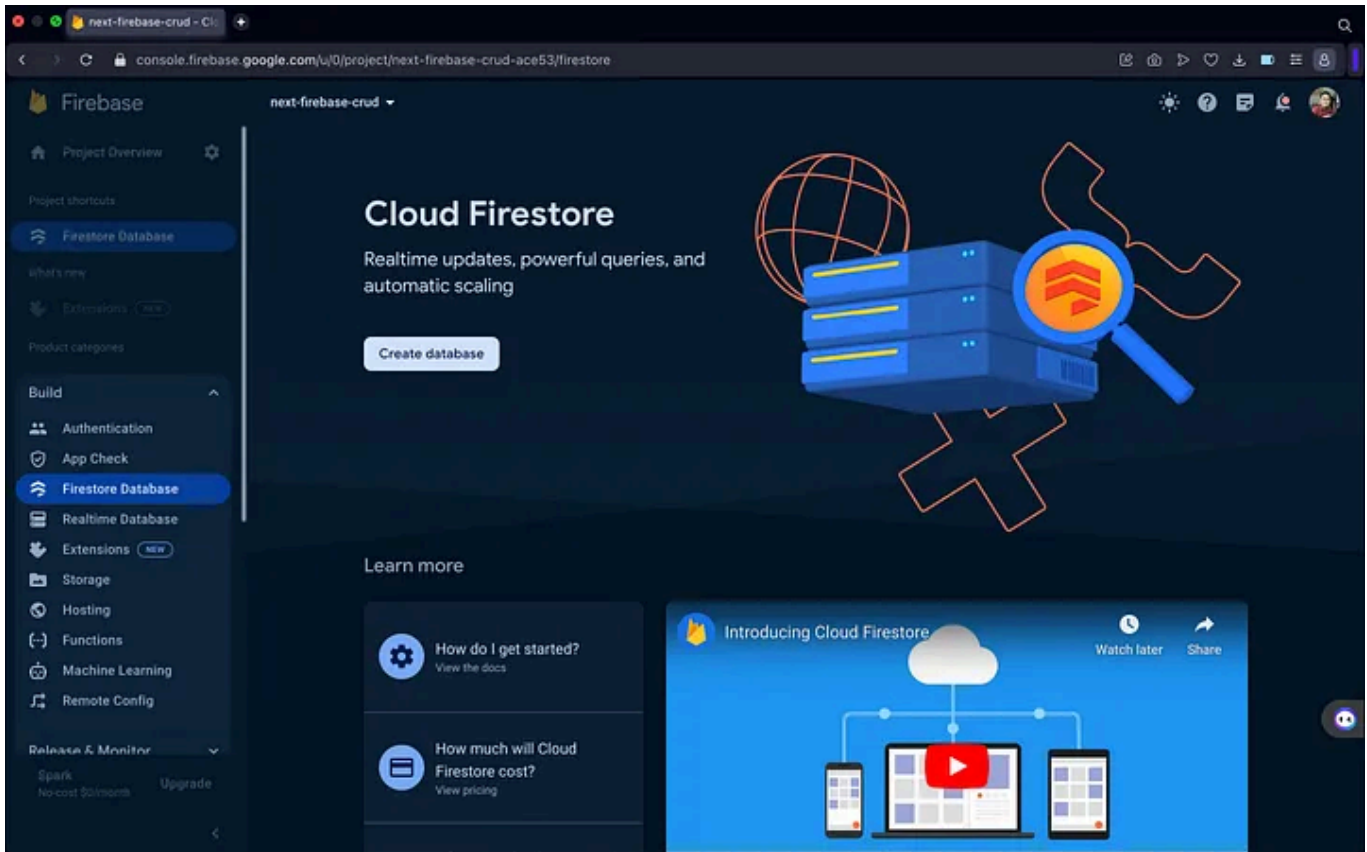 next-firebase-crud - Clo
console.firebase.google.com/u/0/project/next-firebase-crud-ace53/firestore
Firebase
next-firebase-crud
Project Overview
Project shortcuts
Firestore Database
What's new
Extensions NEW
Product categories
Build
Authentication
App Check
Firestore Database
Realtime Database
Extensions NEW
Storage
Hosting
Functions
Machine Learning
Remote Config
Release & Monitor
Spark
No-cost $0/month
Upgrade
Cloud Firestore
Realtime updates, powerful queries, and
automatic scaling
Create database
Learn more
How do I get started?
View the docs
How much will Cloud
Firestore cost?
View pricing
Introducing Cloud Firestore
Watch later
Share